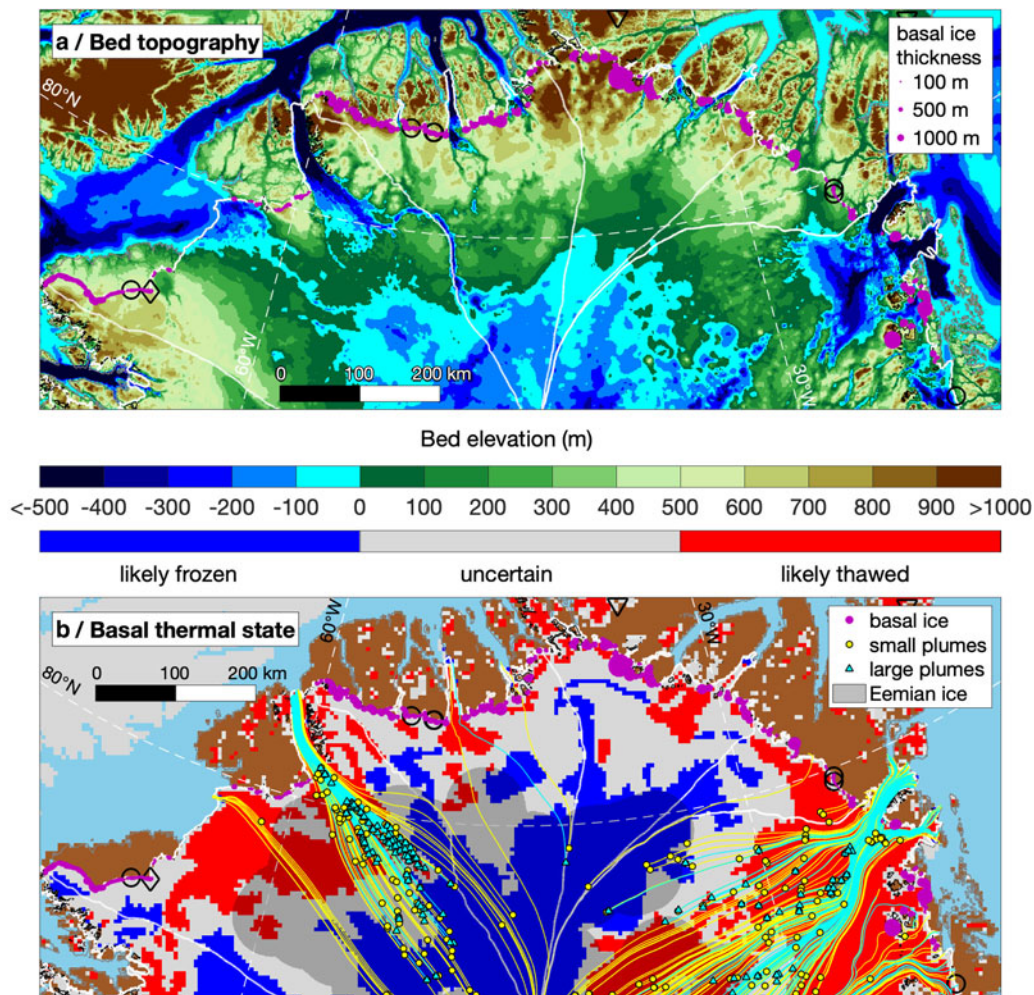 a / Bed topography
basal ice
thickness
100 m
500 m
1000 m
80°N
60°W
30°W
0 100 200 km
Bed elevation (m)
<-500 -400 -300 -200 -100 0 100 200 300 400 500 600 700 800 900 >1000
likely frozen uncertain likely thawed
b / Basal thermal state
0 100 200 km
80°N
60°W
30°W
basal ice
small plumes
large plumes
Eemian ice